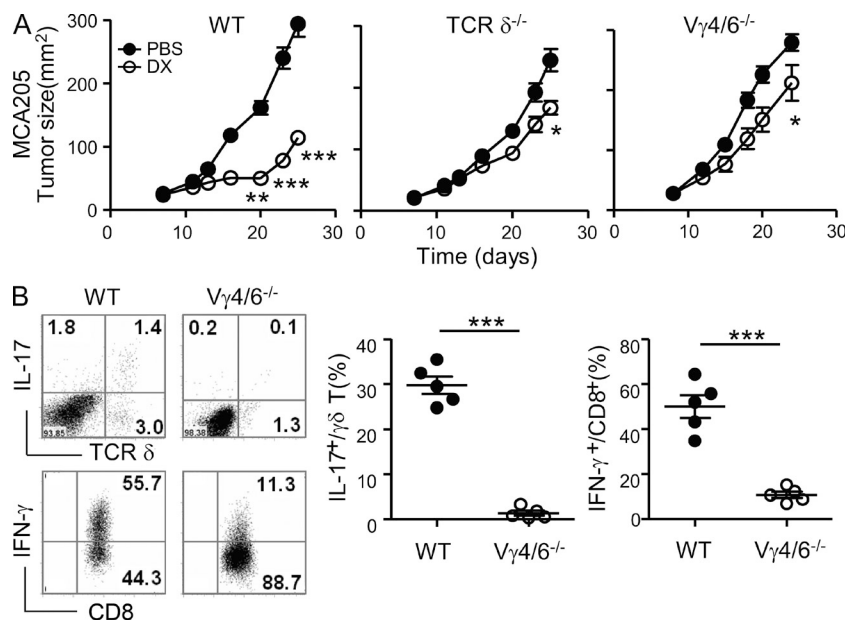 A
WT
TCR δ-/-
Vγ4/6-/-
PBS
DX
MCA205
Tumor size(mm²)
300
200
100
0
**
***
***
*
*
0 10 20 30
0 10 20 30
0 10 20 30
Time (days)
B
WT
Vγ4/6-/-
IL-17
1.8 1.4
0.2 0.1
93.85 3.0
98.38 1.3
TCR δ
IFN-γ
55.7
11.3
44.3
88.7
CD8
IL-17+/γδ T(%)
40
30
20
10
0
***
WT Vγ4/6-/-
IFN-γ+/CD8+(%)
80
60
40
20
0
***
WT Vγ4/6-/-